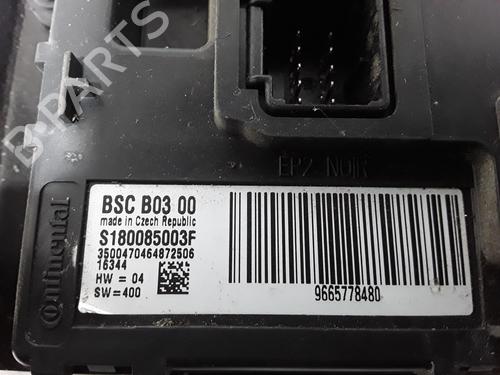 B-PARTS
EP2 NOIR
Continental
BSC B03 00
made in Czech Republic
S180085003F
3500470464872506
16344
HW = 04
SW=400
9665778480